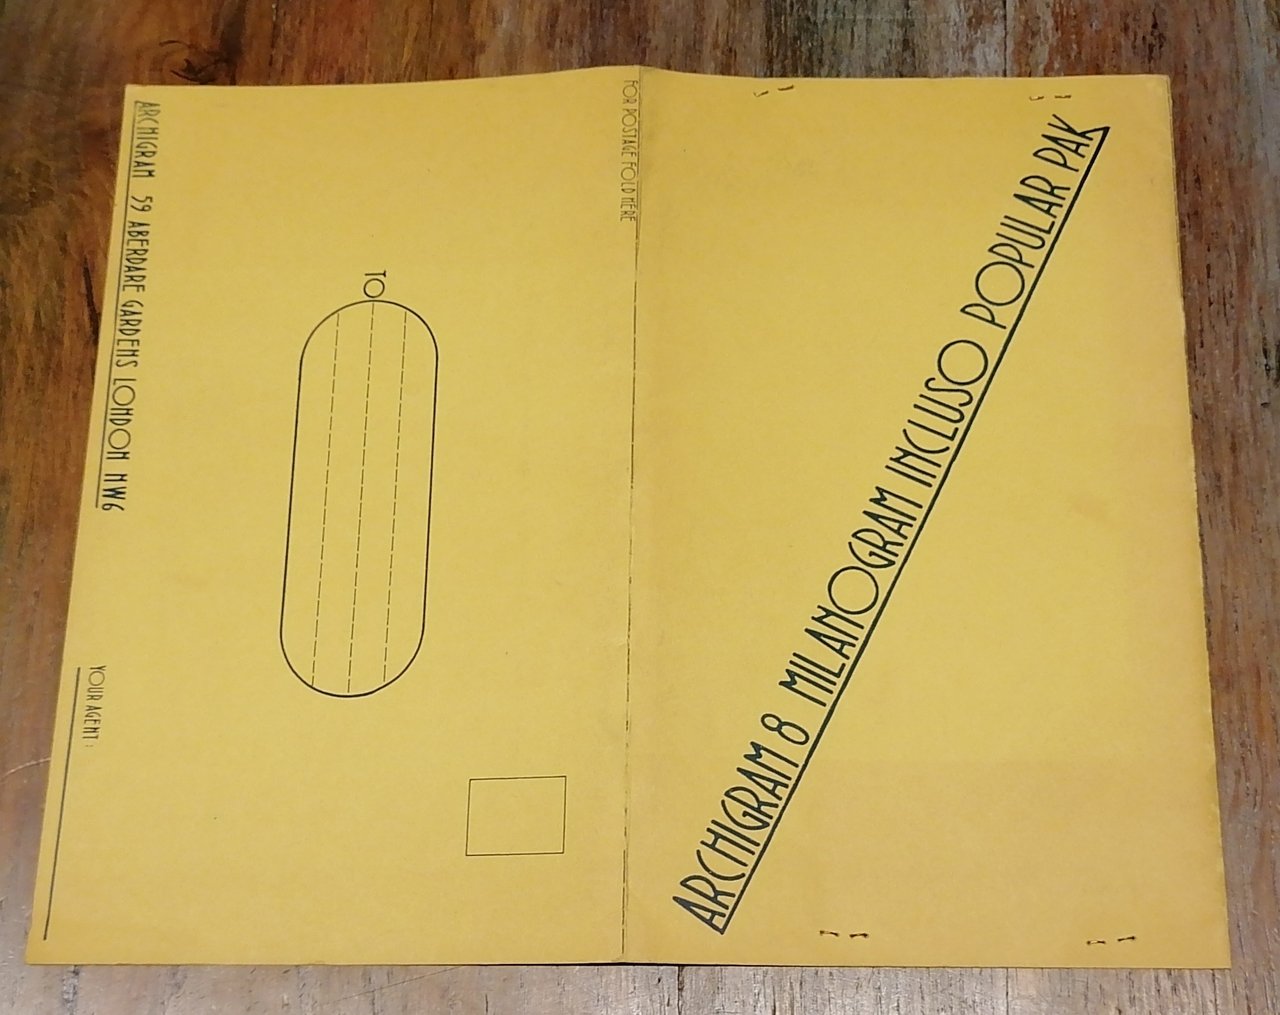 ARCHIGRAM 59 ABERDARE GARDENS LONDON NW6
YOUR AGENT:
TO
FOR POSTAGE FOLD HERE
ARCHIGRAM 8 MILANOGRAM INCLUSO POPULAR PAK